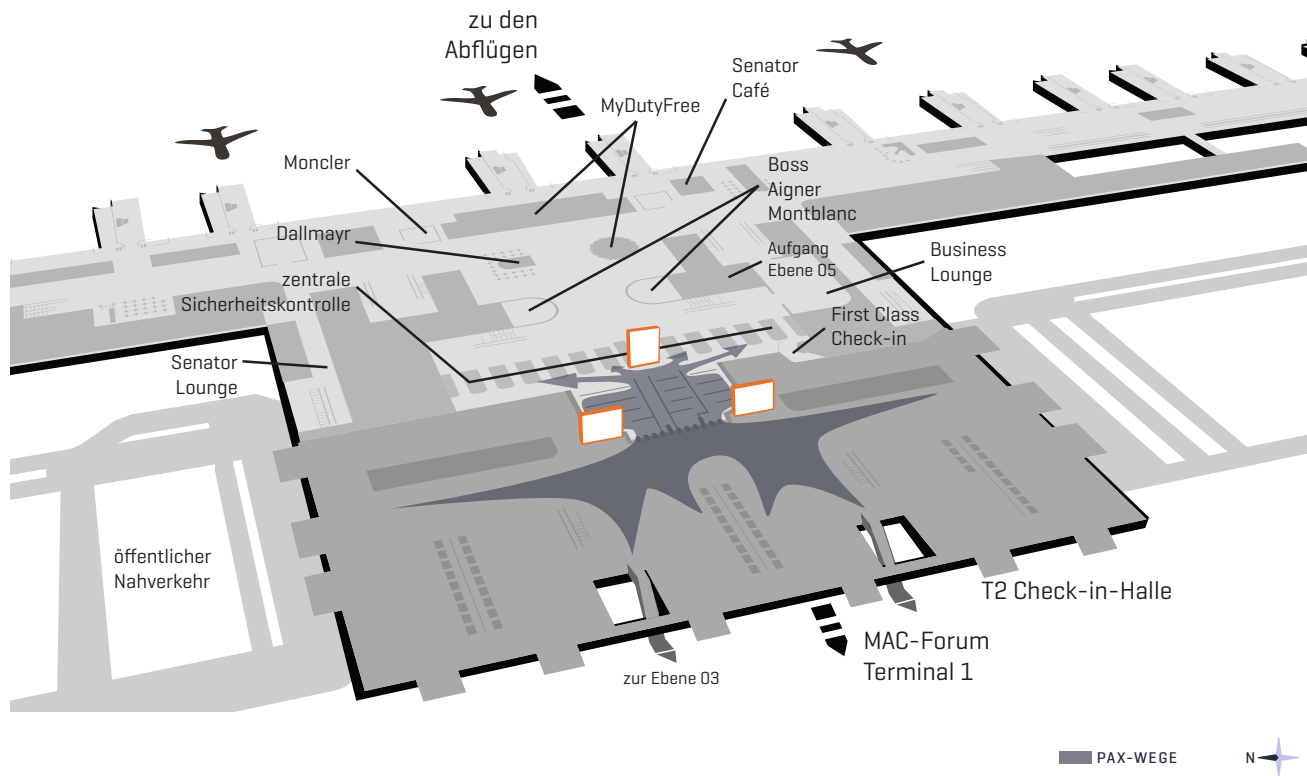 zu den
Abflügen
Senator
Café
MyDutyFree
Moncler
Boss
Aigner
Montblanc
Dallmayr
Aufgang
Ebene 05
Business
Lounge
zentrale
Sicherheitskontrolle
First Class
Check-in
Senator
Lounge
öffentlicher
Nahverkehr
T2 Check-in-Halle
MAC-Forum
Terminal 1
zur Ebene 03
PAX-WEGE
N